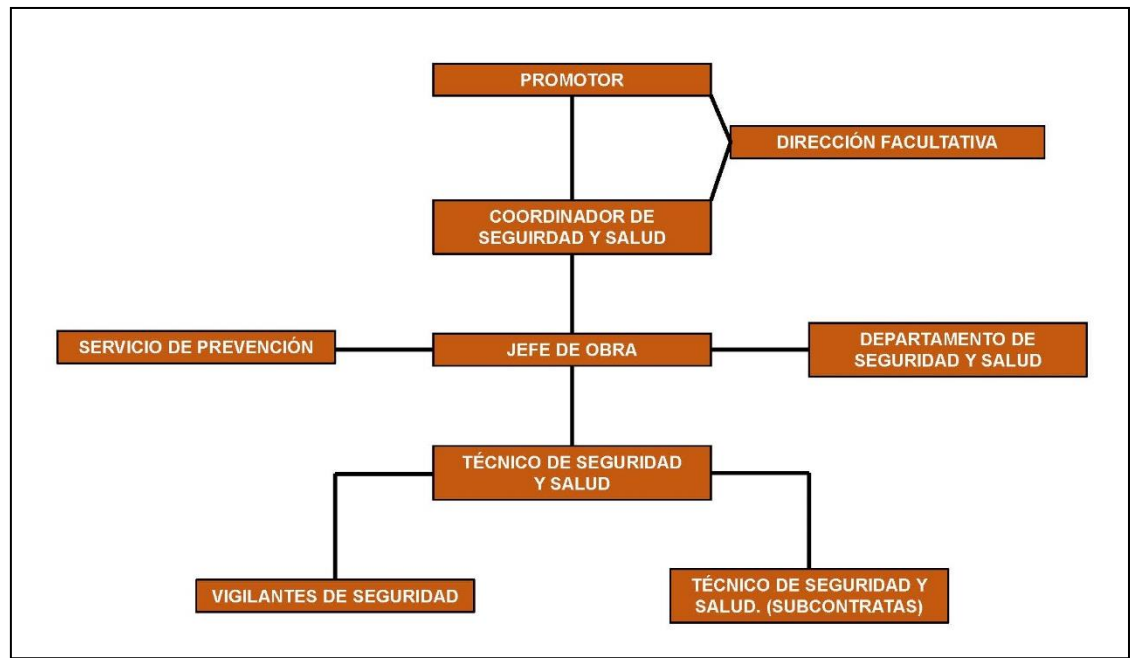 PROMOTOR
DIRECCIÓN FACULTATIVA
COORDINADOR DE
SEGUIRDAD Y SALUD
SERVICIO DE PREVENCIÓN
JEFE DE OBRA
DEPARTAMENTO DE
SEGURIDAD Y SALUD
TÉCNICO DE SEGURIDAD
Y SALUD
VIGILANTES DE SEGURIDAD
TÉCNICO DE SEGURIDAD Y
SALUD. (SUBCONTRATAS)